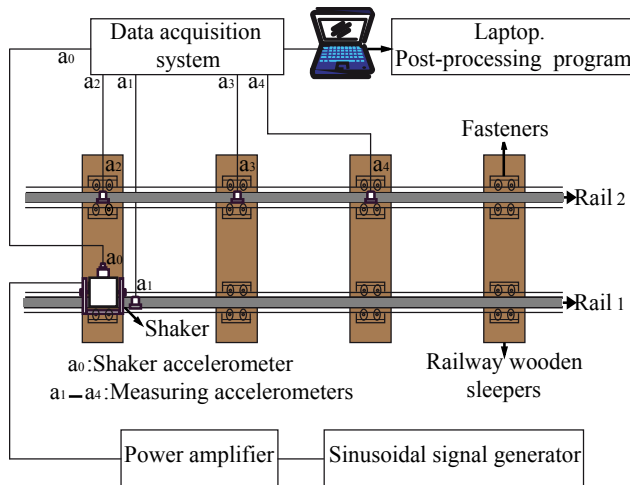 Data acquisition
system
Laptop.
Post-processing program
a₀
a₂
a₁
a₃
a₄
Fasteners
a₂
a₃
a₄
Rail 2
a₀
a₁
Rail 1
Shaker
a₀:Shaker accelerometer
a₁–a₄:Measuring accelerometers
Railway wooden
sleepers
Power amplifier
Sinusoidal signal generator